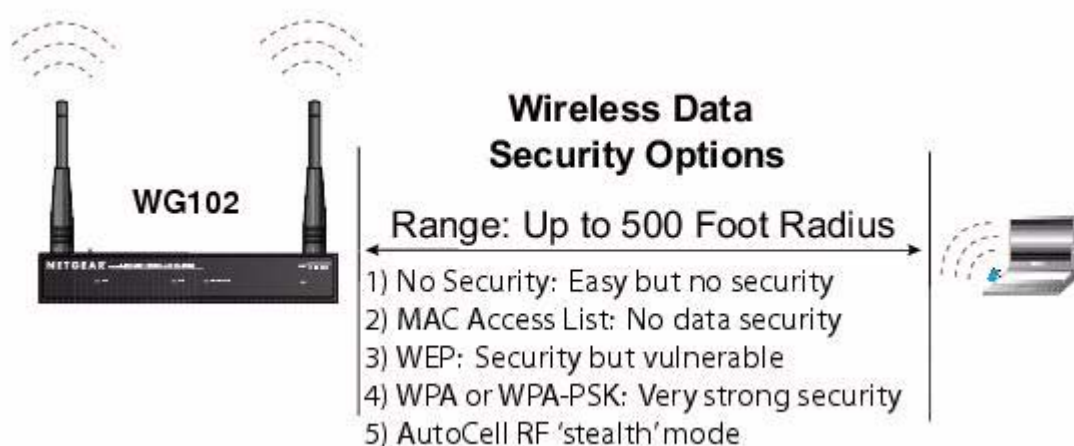 Wireless Data
Security Options
WG102
Range: Up to 500 Foot Radius
NETGEAR
1) No Security: Easy but no security
2) MAC Access List: No data security
3) WEP: Security but vulnerable
4) WPA or WPA-PSK: Very strong security
5) AutoCell RF ‘stealth’ mode